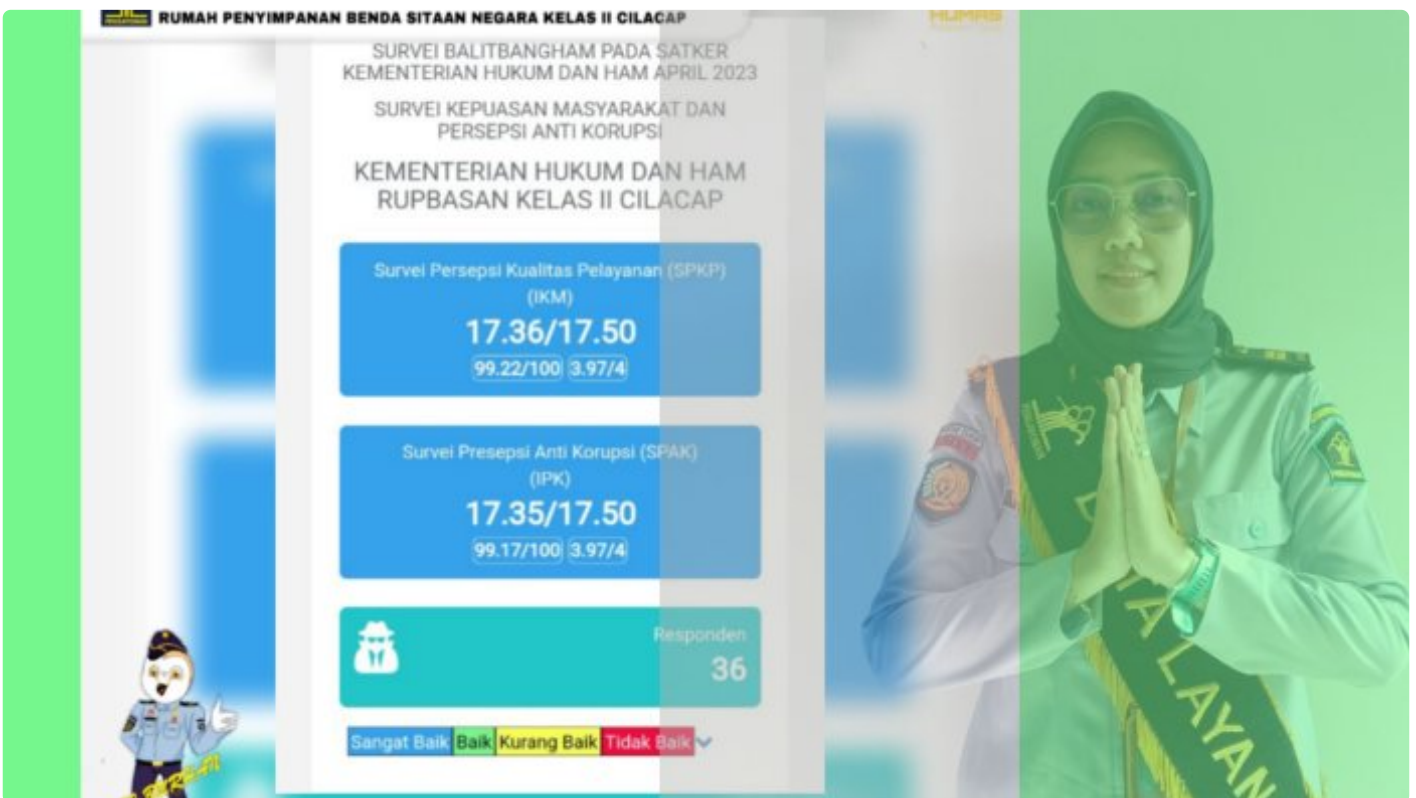 RUMAH PENYIMPANAN BENDA SITAAN NEGARA KELAS II CILACAP
HUMAS
SURVEI BALITBANGHAM PADA SATKER
KEMENTERIAN HUKUM DAN HAM APRIL 2023
SURVEI KEPUASAN MASYARAKAT DAN
PERSEPSI ANTI KORUPSI
KEMENTERIAN HUKUM DAN HAM
RUPBASAN KELAS II CILACAP
Survei Persepsi Kualitas Pelayanan (SPKP)
(IKM)
17.36/17.50
99.22/100 3.97/4
Survei Presepsi Anti Korupsi (SPAK)
(IPK)
17.35/17.50
99.17/100 3.97/4
Responden
36
Sangat Baik Baik Kurang Baik Tidak Baik
LAYAN